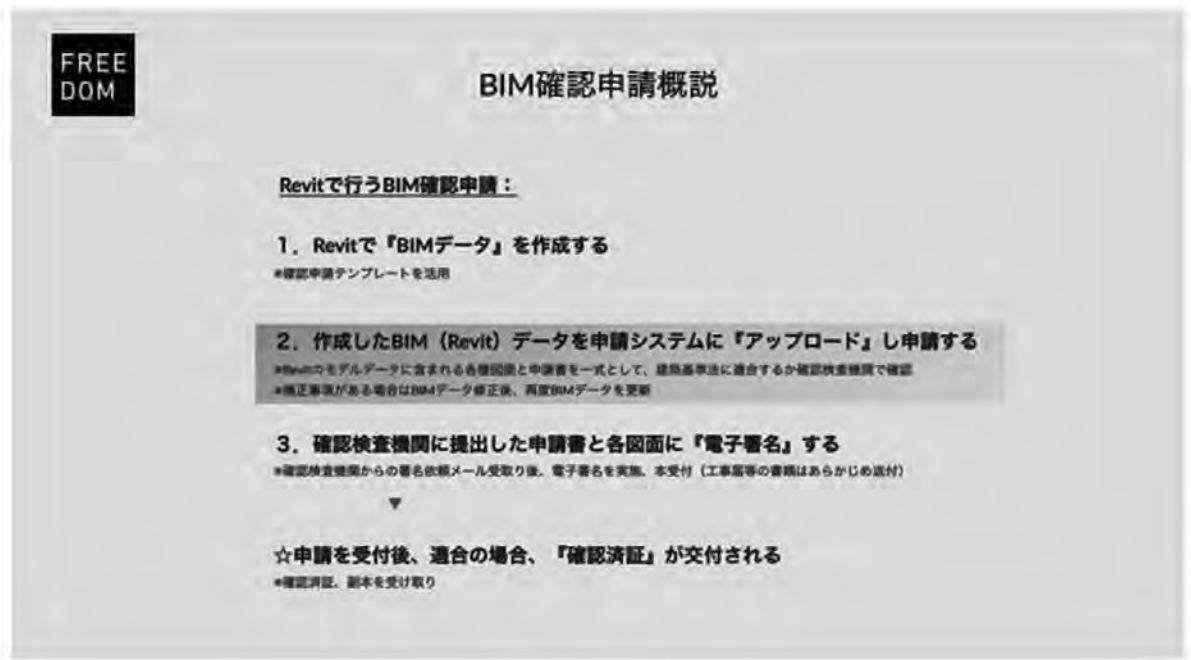 FREE
DOM
BIM確認申請概説
Revitで行うBIM確認申請：
1．Revitで『BIMデータ』を作成する
*確認申請テンプレートを活用
2．作成したBIM（Revit）データを申請システムに『アップロード』し申請する
*Revitのモデルデータに含まれる各種図面と申請書を一式として、建築基準法に適合するか確認検査機関で確認
*補正事項がある場合はBIMデータ修正後、再度BIMデータを更新
3．確認検査機関に提出した申請書と各図面に『電子署名』する
*確認検査機関からの署名依頼メール受取り後、電子署名を実施、本受付（工事届等の書類はあらかじめ送付）
▼
☆申請を受付後、適合の場合、『確認済証』が交付される
*確認済証、副本を受け取り